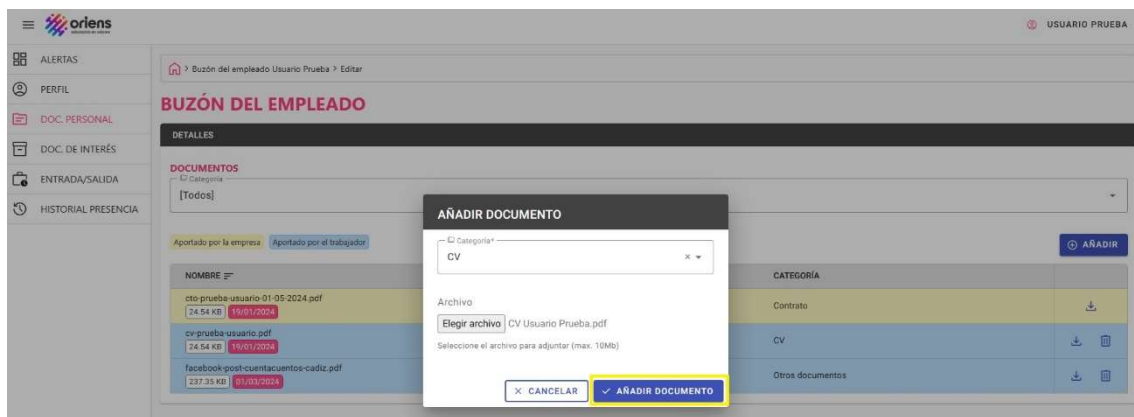 oriens
USUARIO PRUEBA
ALERTAS
PERFIL
DOC. PERSONAL
DOC. DE INTERÉS
ENTRADA/SALIDA
HISTORIAL PRESENCIA
> Buzón del empleado Usuario Prueba > Editar
BUZÓN DEL EMPLEADO
DETALLES
DOCUMENTOS
Categoría
[Todos]
Aportado por la empresa Aportado por el trabajador
AÑADIR
NOMBRE
CATEGORÍA
cto-prueba-usuario-01-05-2024.pdf
24.54 KB 19/01/2024
Contrato
cv-prueba-usuario.pdf
24.54 KB 19/01/2024
CV
facebook-post-cuentacuentos-cadiz.pdf
237.35 KB 01/03/2024
Otros documentos
AÑADIR DOCUMENTO
Categoría*
CV
Archivo
Elegir archivo CV Usuario Prueba.pdf
Seleccione el archivo para adjuntar (max. 10Mb)
CANCELAR
AÑADIR DOCUMENTO